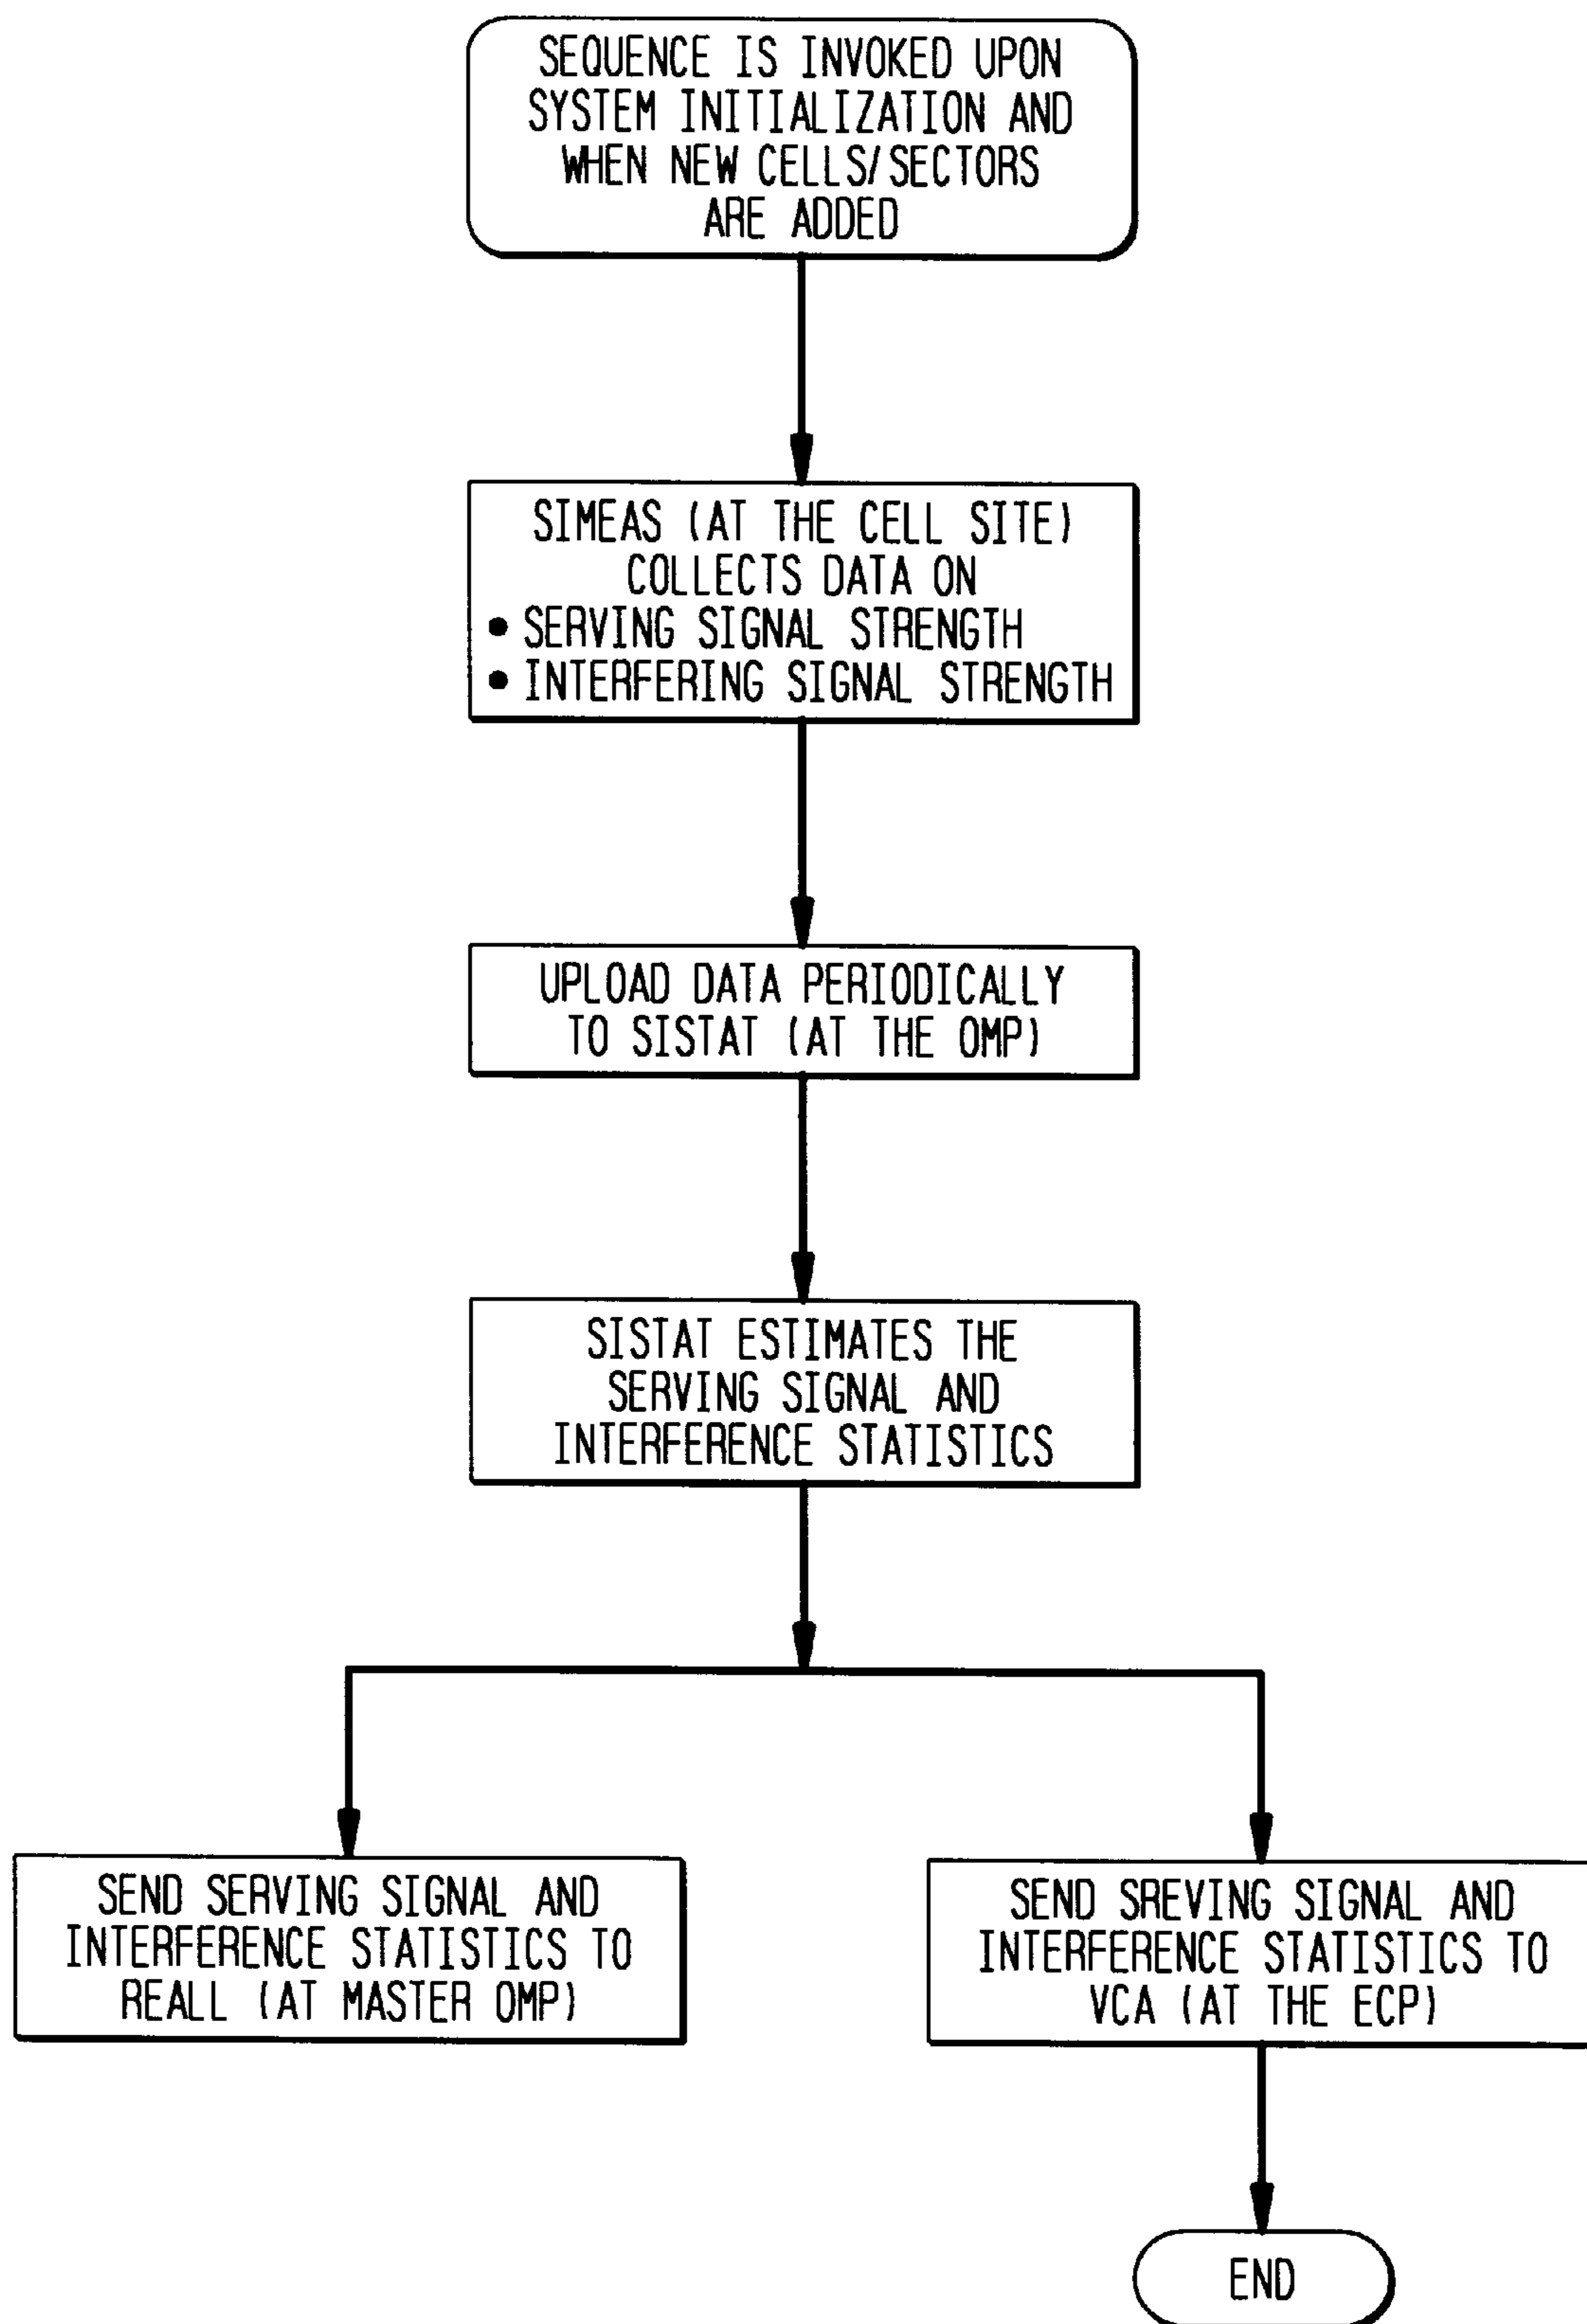 SEQUENCE IS INVOKED UPON
SYSTEM INITIALIZATION AND
WHEN NEW CELLS/SECTORS
ARE ADDED
SIMEAS (AT THE CELL SITE)
COLLECTS DATA ON
• SERVING SIGNAL STRENGTH
• INTERFERING SIGNAL STRENGTH
UPLOAD DATA PERIODICALLY
TO SISTAT (AT THE OMP)
SISTAT ESTIMATES THE
SERVING SIGNAL AND
INTERFERENCE STATISTICS
SEND SERVING SIGNAL AND
INTERFERENCE STATISTICS TO
REALL (AT MASTER OMP)
SEND SREVING SIGNAL AND
INTERFERENCE STATISTICS TO
VCA (AT THE ECP)
END